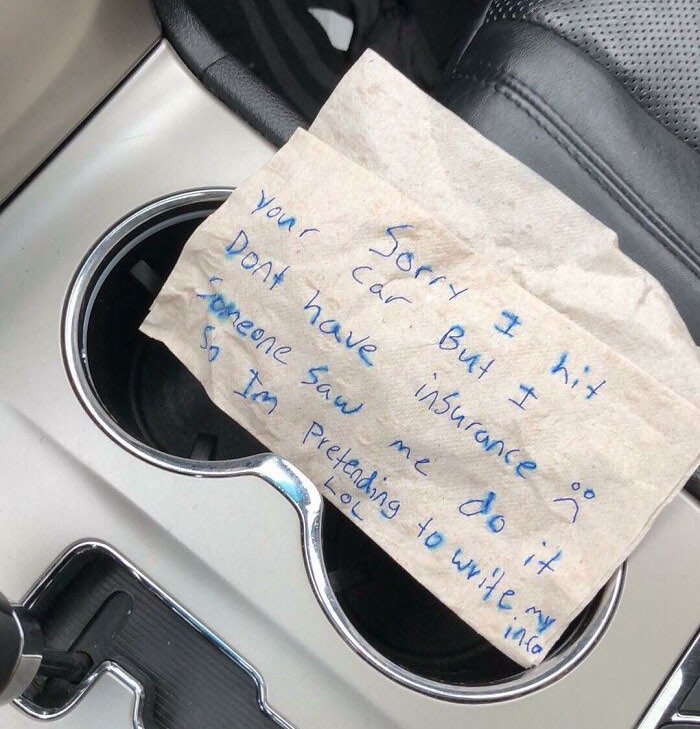 Sorry I hit
your car But I
Dont have insurance ☹
Someone saw me do it
So Im Pretending to write my
LOL info